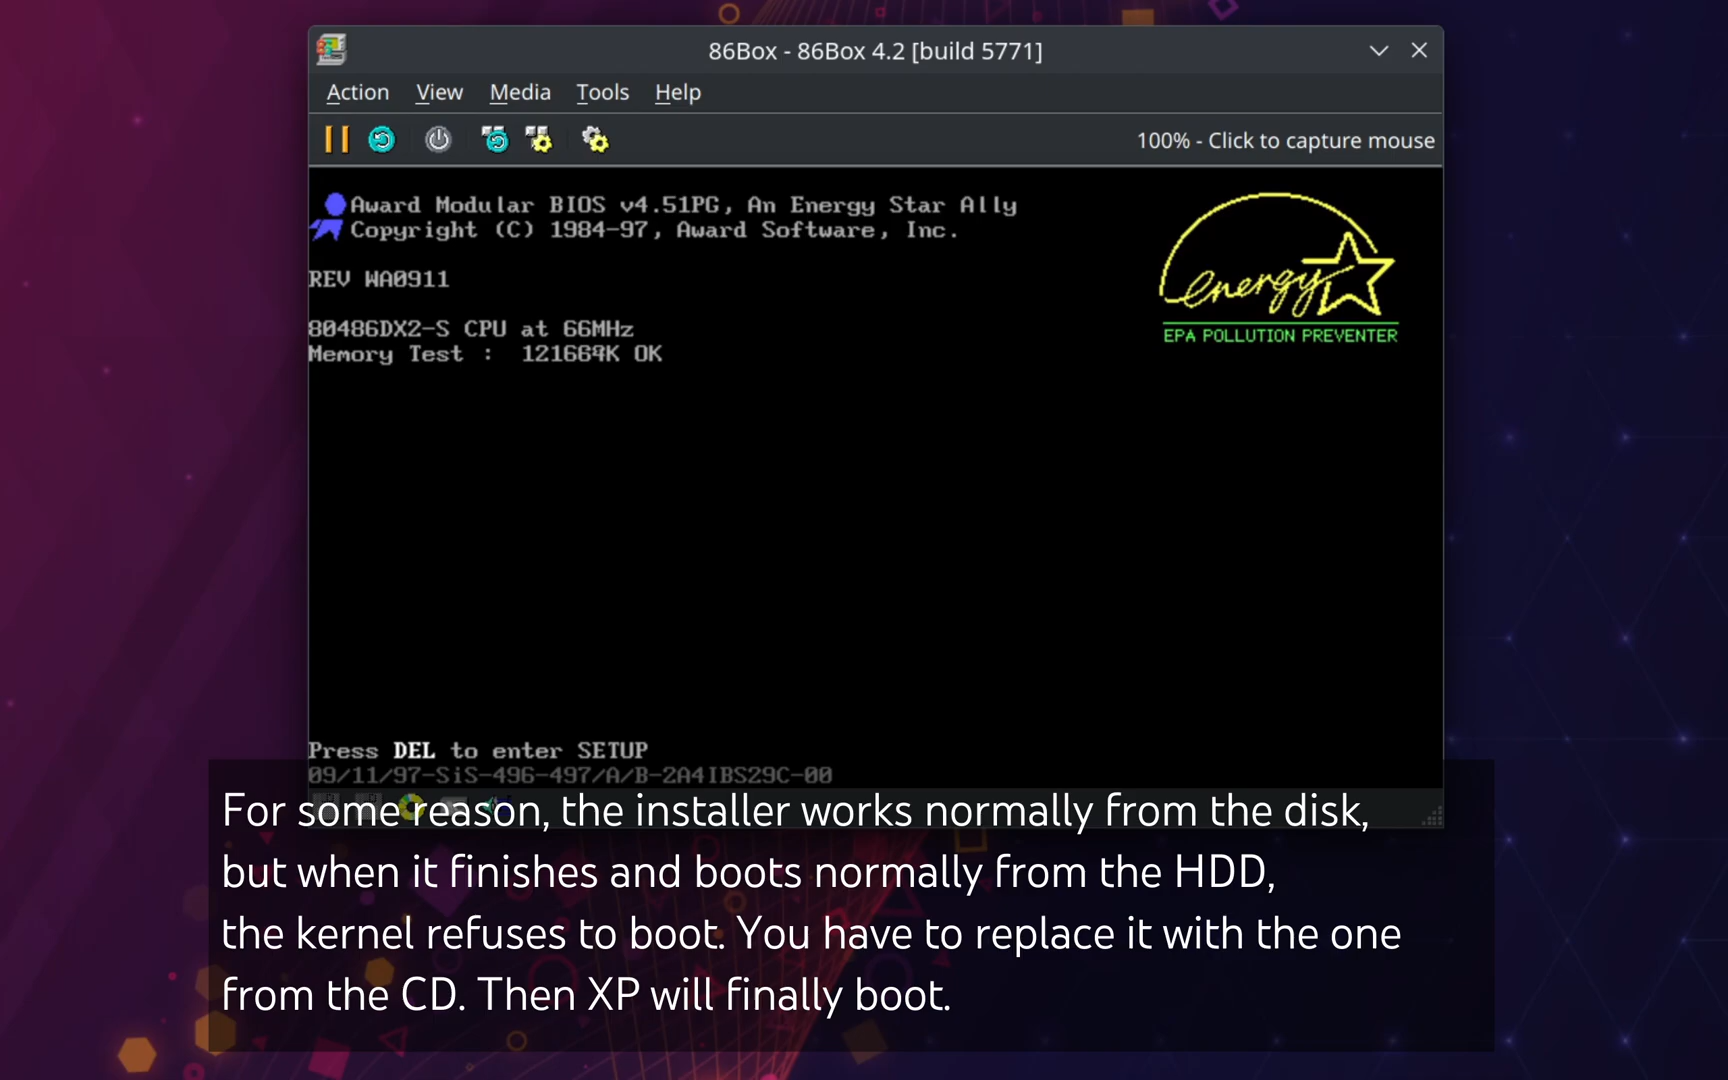 86Box - 86Box 4.2 [build 5771]
Action View Media Tools Help
100% - Click to capture mouse
Award Modular BIOS v4.51PG, An Energy Star Ally
Copyright (C) 1984-97, Award Software, Inc.
energy
EPA POLLUTION PREVENTER
REV WA0911
80486DX2-S CPU at 66MHz
Memory Test : 121664K OK
Press DEL to enter SETUP
09/11/97-SiS-496-497/A/B-2A4IBS29C-00
For some reason, the installer works normally from the disk,
but when it finishes and boots normally from the HDD,
the kernel refuses to boot. You have to replace it with the one
from the CD. Then XP will finally boot.